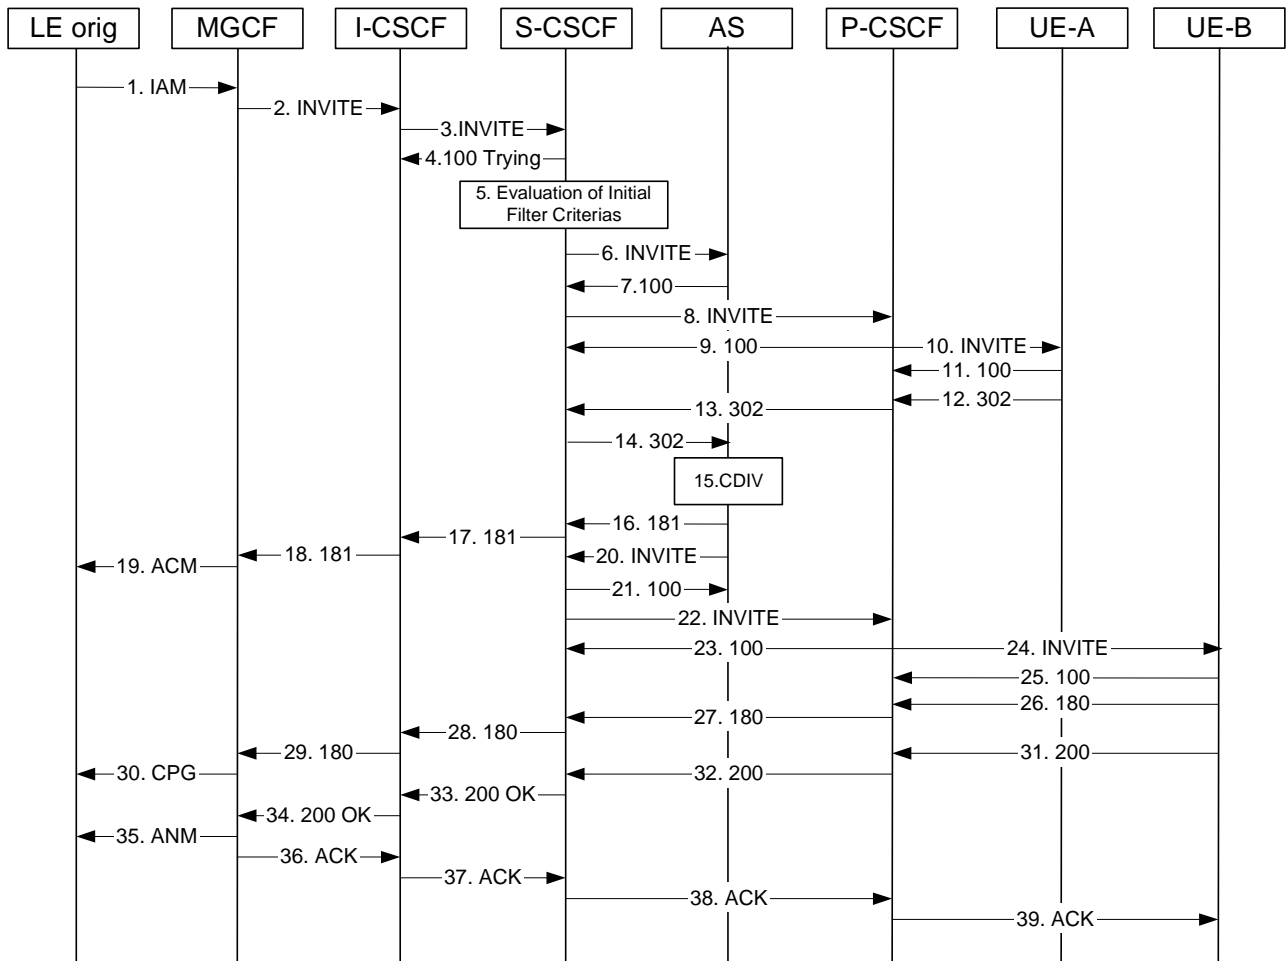 LE orig
MGCF
I-CSCF
S-CSCF
AS
P-CSCF
UE-A
UE-B
1. IAM
2. INVITE
3.INVITE
4.100 Trying
5. Evaluation of Initial
Filter Criterias
6. INVITE
7.100
8. INVITE
9. 100
10. INVITE
11. 100
12. 302
13. 302
14. 302
15.CDIV
16. 181
17. 181
18. 181
19. ACM
20. INVITE
21. 100
22. INVITE
23. 100
24. INVITE
25. 100
26. 180
27. 180
28. 180
29. 180
30. CPG
31. 200
32. 200
33. 200 OK
34. 200 OK
35. ANM
36. ACK
37. ACK
38. ACK
39. ACK